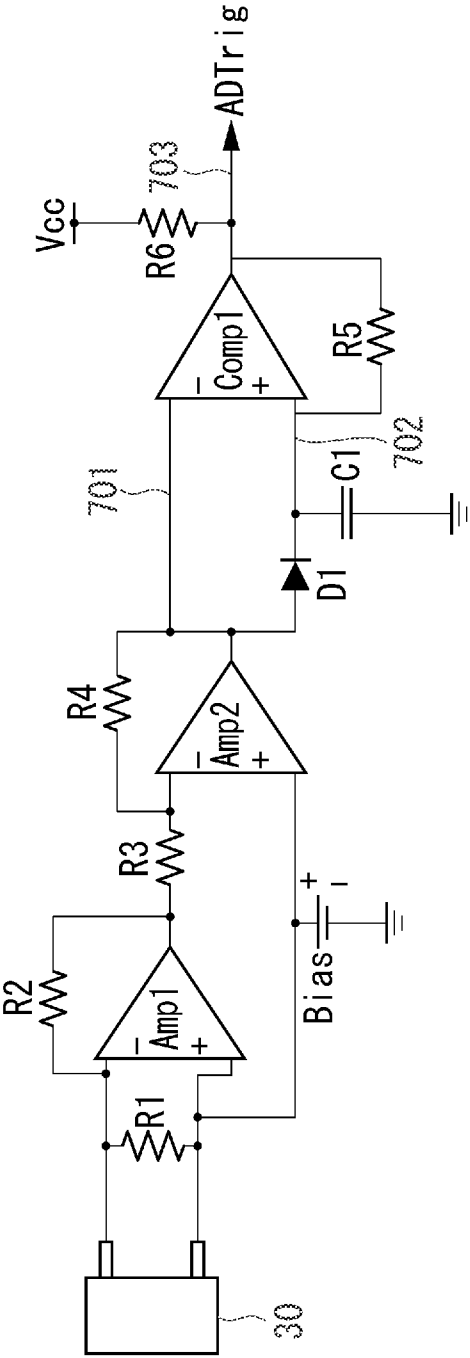 30
R1
R2
- Amp1 +
Bias
+
-
R3
R4
- Amp2 +
D1
C1
701
702
- Comp1 +
R5
R6
Vcc
703
ADTrig